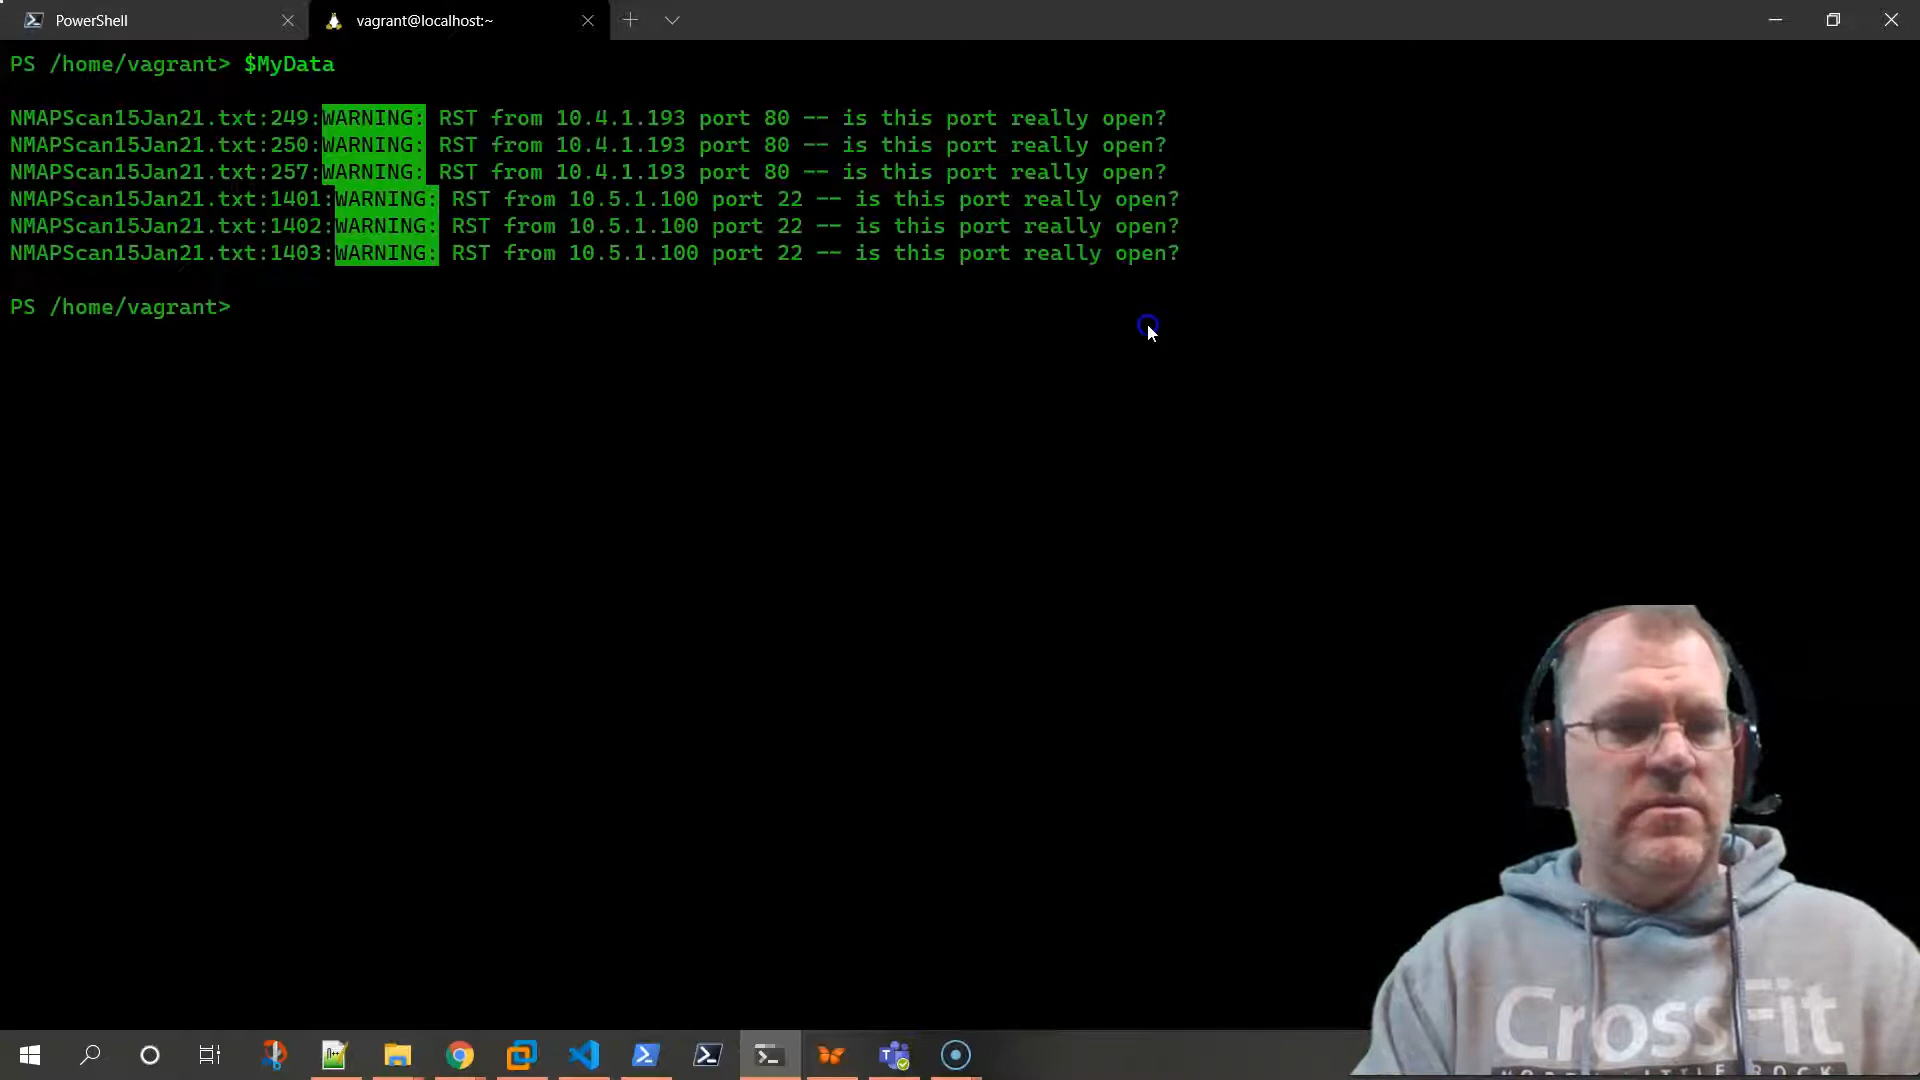 PowerShell
vagrant@localhost:~
PS /home/vagrant> $MyData
NMAPScan15Jan21.txt:249:WARNING: RST from 10.4.1.193 port 80 -- is this port really open?
NMAPScan15Jan21.txt:250:WARNING: RST from 10.4.1.193 port 80 -- is this port really open?
NMAPScan15Jan21.txt:257:WARNING: RST from 10.4.1.193 port 80 -- is this port really open?
NMAPScan15Jan21.txt:1401:WARNING: RST from 10.5.1.100 port 22 -- is this port really open?
NMAPScan15Jan21.txt:1402:WARNING: RST from 10.5.1.100 port 22 -- is this port really open?
NMAPScan15Jan21.txt:1403:WARNING: RST from 10.5.1.100 port 22 -- is this port really open?
PS /home/vagrant>
CrossFit
NORTH LITTLE ROCK